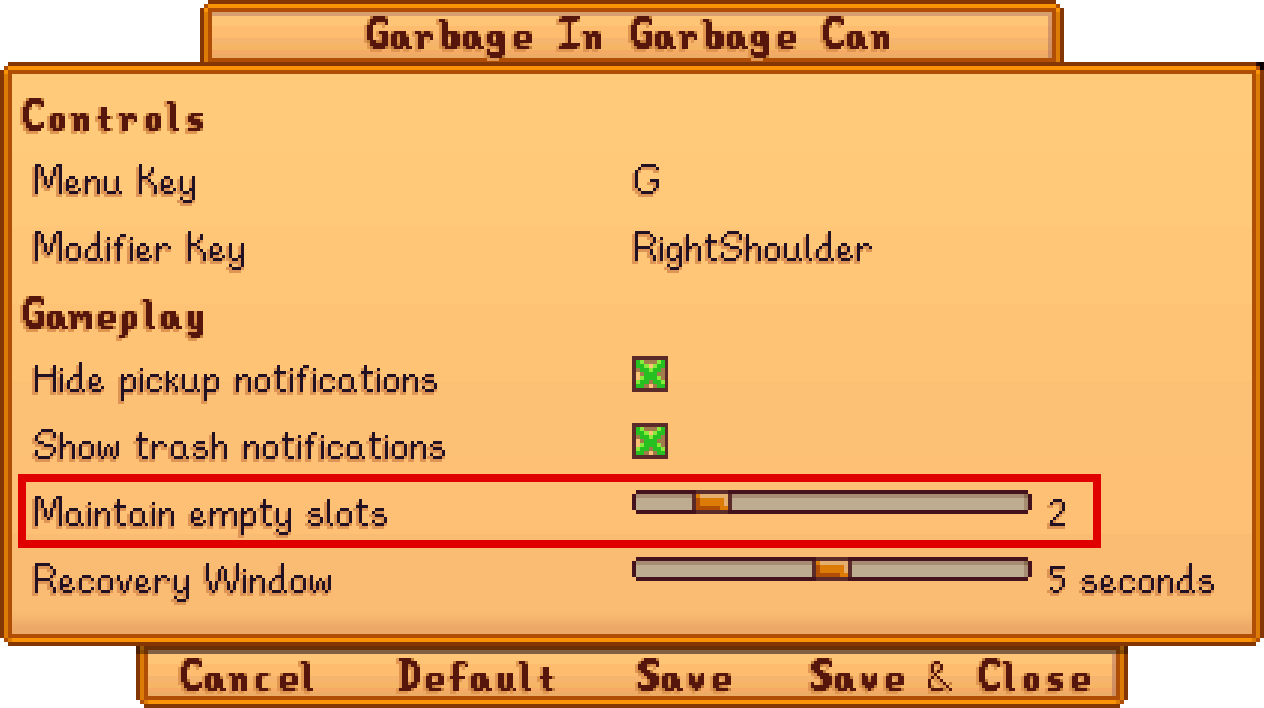 Garbage In Garbage Can
Controls
Menu Key G
Modifier Key RightShoulder
Gameplay
Hide pickup notifications
Show trash notifications
Maintain empty slots 2
Recovery Window 5 seconds
Cancel Default Save Save & Close